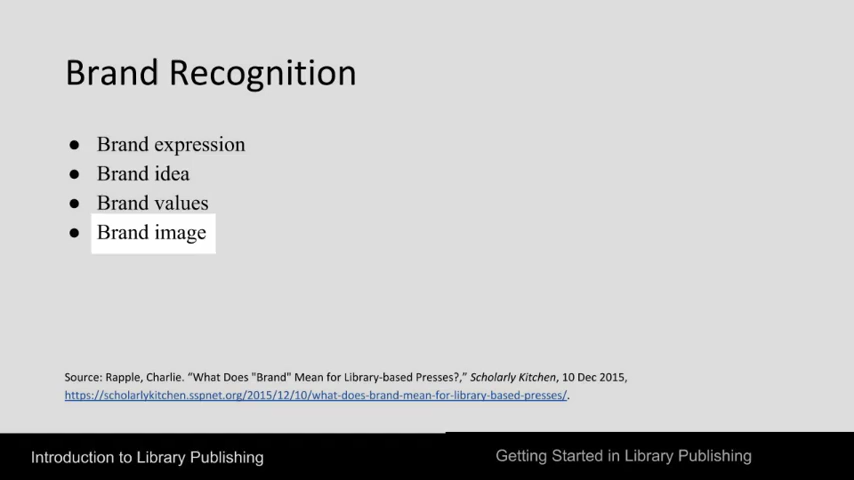 Brand Recognition
● Brand expression
● Brand idea
● Brand values
● Brand image
Source: Rapple, Charlie. “What Does "Brand" Mean for Library-based Presses?,” Scholarly Kitchen, 10 Dec 2015,
https://scholarlykitchen.sspnet.org/2015/12/10/what-does-brand-mean-for-library-based-presses/.
Introduction to Library Publishing
Getting Started in Library Publishing